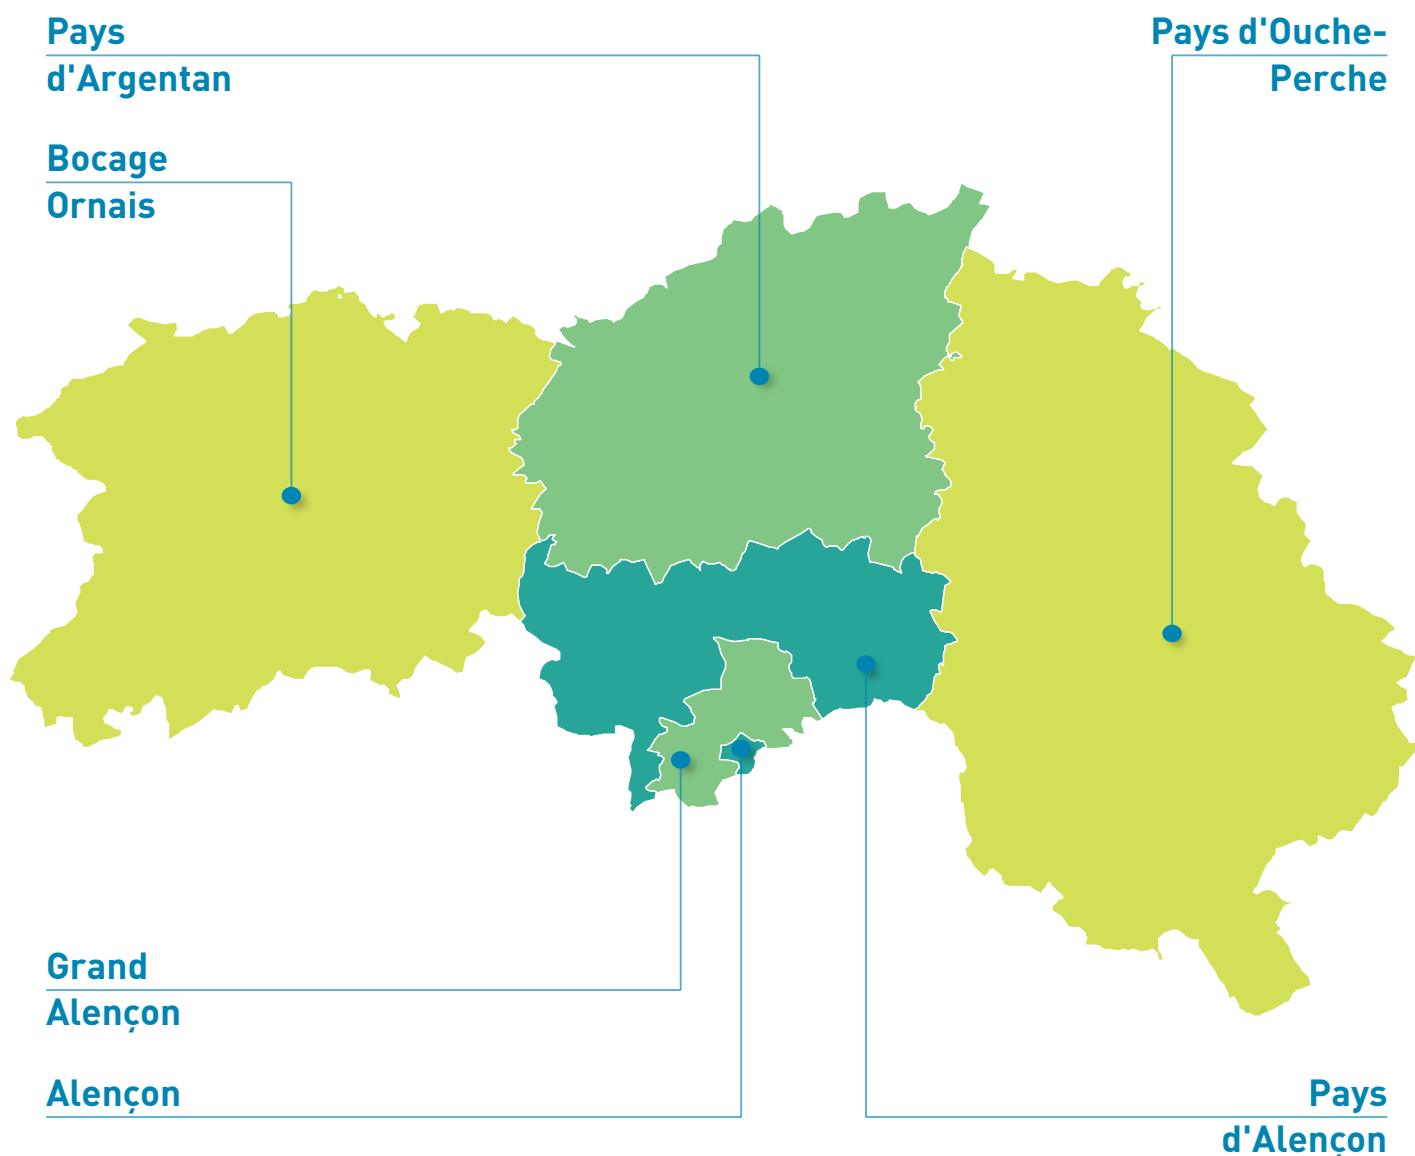 Pays
d'Argentan
Pays d'Ouche-
Perche
Bocage
Ornais
Grand
Alençon
Alençon
Pays
d'Alençon